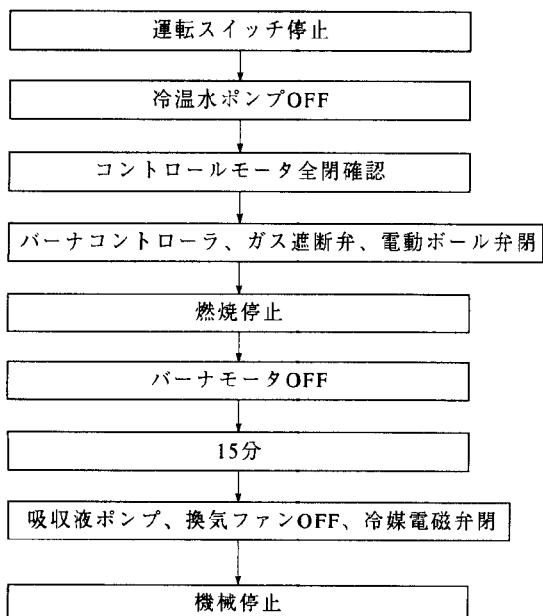 運転スイッチ停止
冷温水ポンプOFF
コントロールモータ全閉確認
バーナコントローラ、ガス遮断弁、電動ボール弁閉
燃焼停止
バーナモータOFF
15分
吸収液ポンプ、換気ファンOFF、冷媒電磁弁閉
機械停止